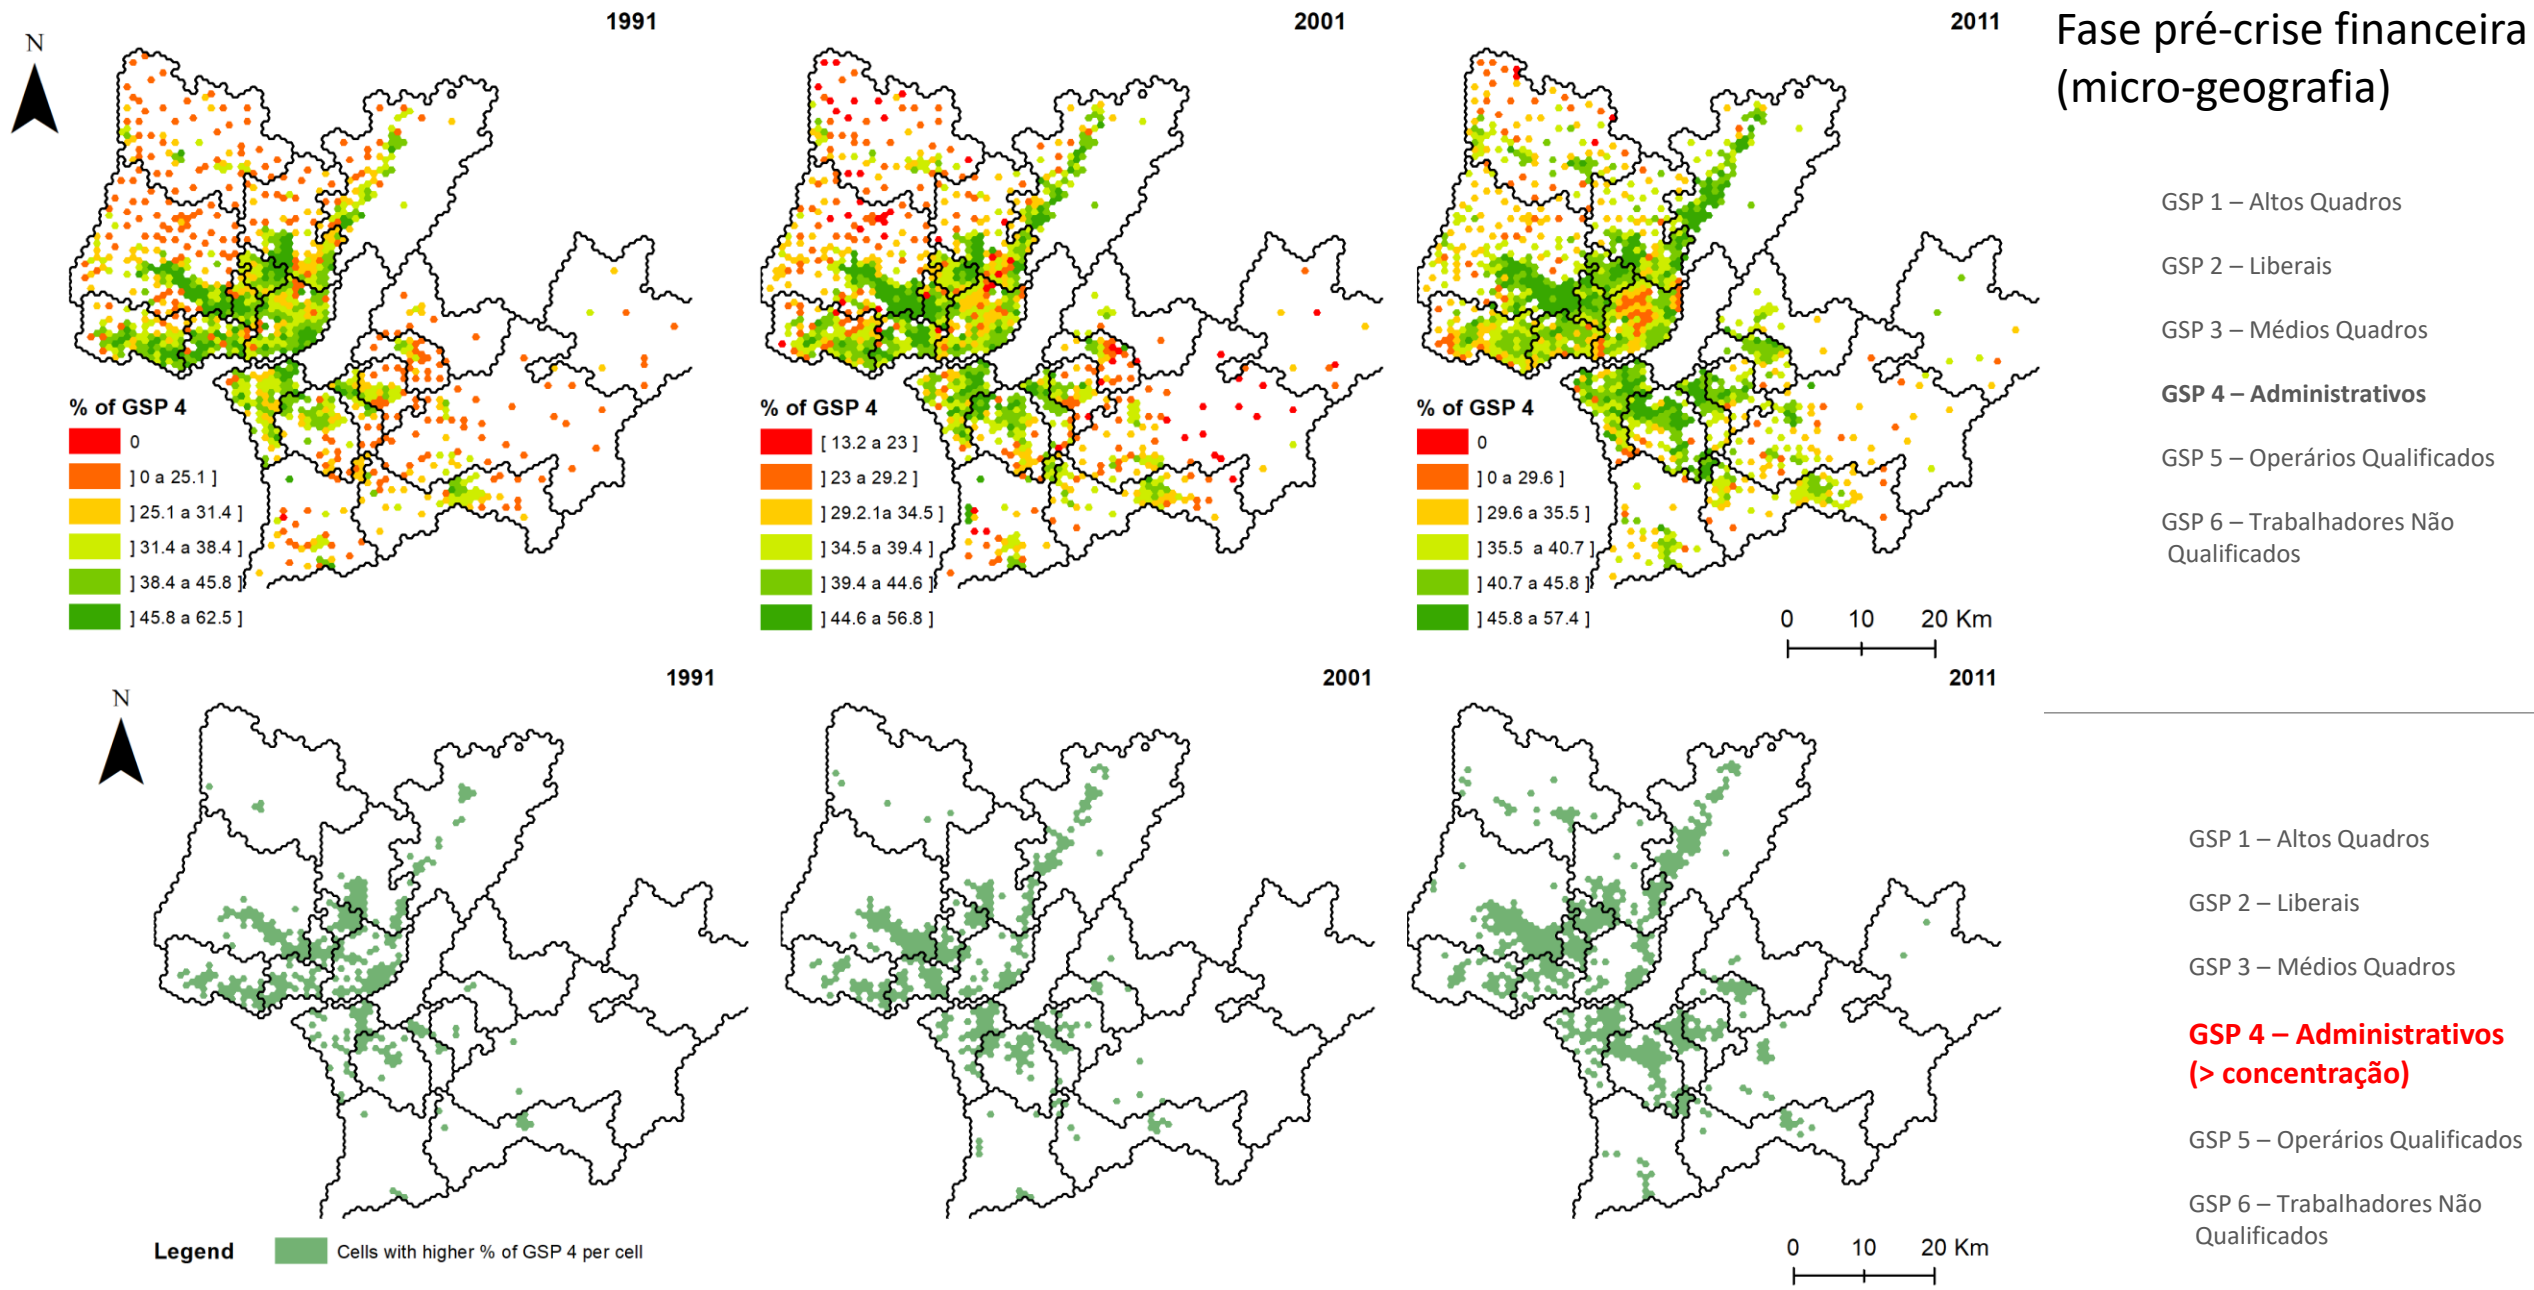 1991
2001
2011
Fase pré-crise financeira
(micro-geografia)
N
GSP 1 – Altos Quadros
GSP 2 – Liberais
GSP 3 – Médios Quadros
GSP 4 – Administrativos
GSP 5 – Operários Qualificados
GSP 6 – Trabalhadores Não
Qualificados
% of GSP 4
0
] 0 a 25.1 ]
] 25.1 a 31.4 ]
] 31.4 a 38.4 ]
] 38.4 a 45.8 ]
] 45.8 a 62.5 ]
% of GSP 4
[ 13.2 a 23 ]
] 23 a 29.2 ]
] 29.2.1a 34.5 ]
] 34.5 a 39.4 ]
] 39.4 a 44.6 ]
] 44.6 a 56.8 ]
% of GSP 4
0
] 0 a 29.6 ]
] 29.6 a 35.5 ]
] 35.5 a 40.7 ]
] 40.7 a 45.8 ]
] 45.8 a 57.4 ]
0 10 20 Km
1991
2001
2011
N
GSP 1 – Altos Quadros
GSP 2 – Liberais
GSP 3 – Médios Quadros
GSP 4 – Administrativos
(> concentração)
GSP 5 – Operários Qualificados
GSP 6 – Trabalhadores Não
Qualificados
Legend
Cells with higher % of GSP 4 per cell
0 10 20 Km